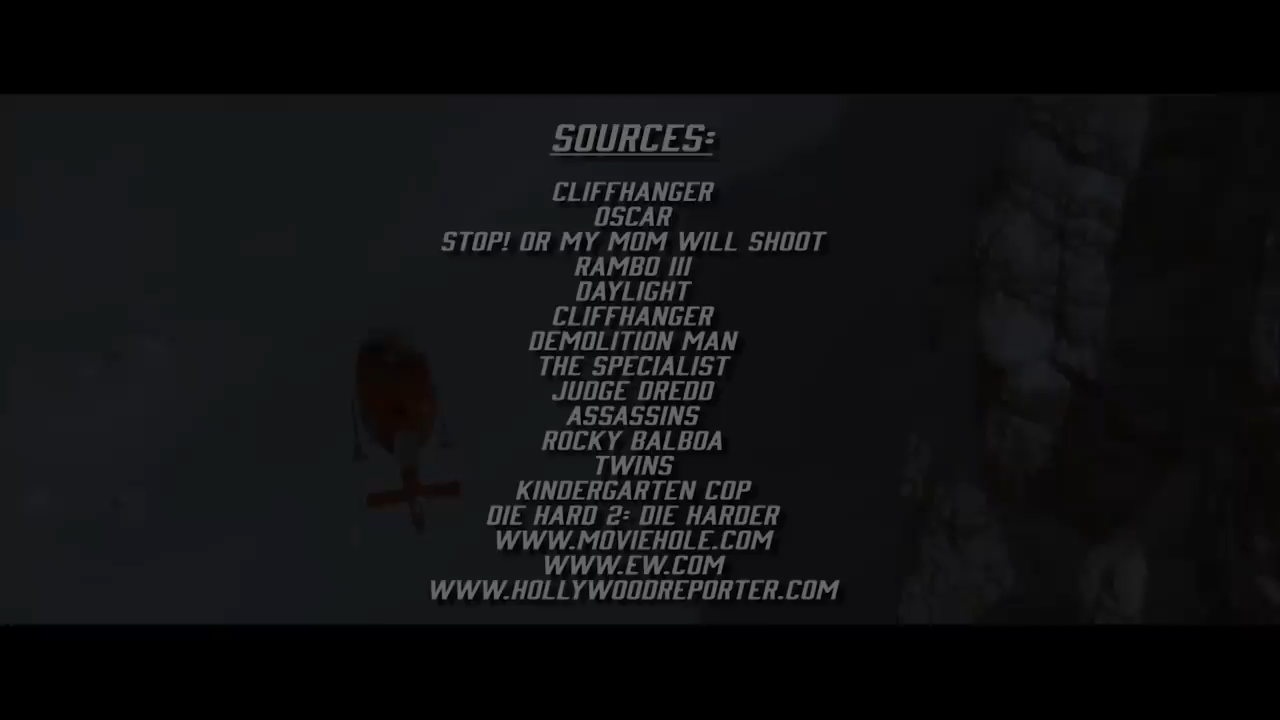 SOURCES:
CLIFFHANGER
OSCAR
STOP! OR MY MOM WILL SHOOT
RAMBO III
DAYLIGHT
CLIFFHANGER
DEMOLITION MAN
THE SPECIALIST
JUDGE DREDD
ASSASSINS
ROCKY BALBOA
TWINS
KINDERGARTEN COP
DIE HARD 2: DIE HARDER
WWW.MOVIEHOLE.COM
WWW.EW.COM
WWW.HOLLYWOODREPORTER.COM